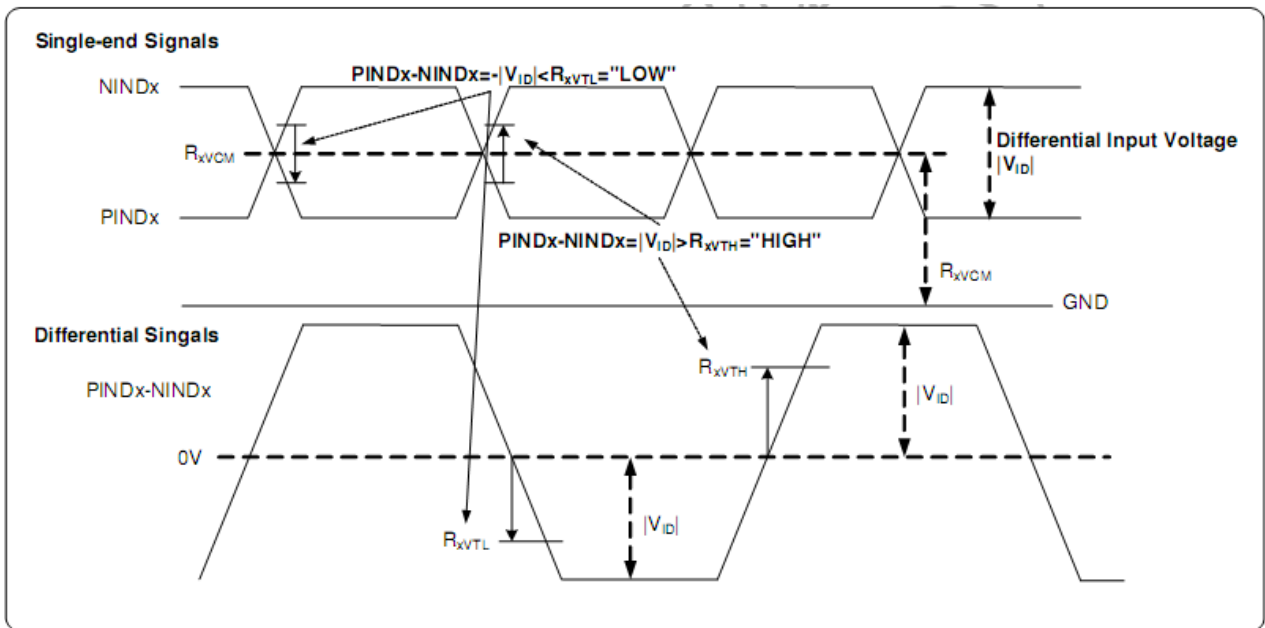 Single-end Signals
PINDx-NINDx=-|VID|<RxVTL="LOW"
NINDx
Differential Input Voltage
|VID|
RxVCM
PINDx
PINDx-NINDx=|VID|>RxVTH="HIGH"
RxVCM
GND
Differential Singals
RxVTH
PINDx-NINDx
|VID|
0V
|VID|
RxVTL